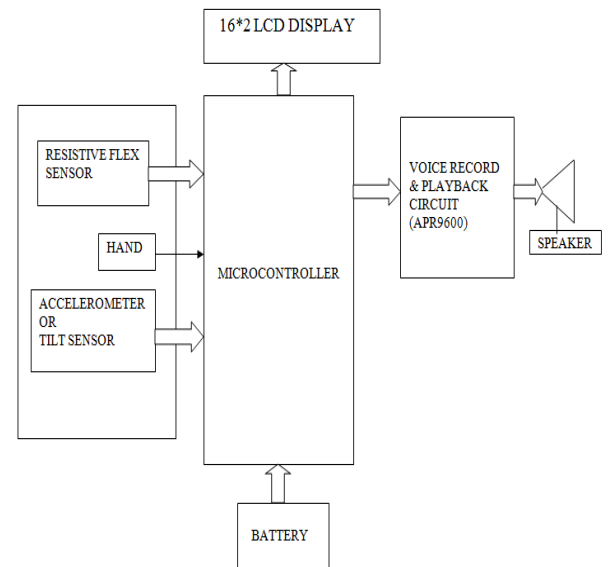 16*2 LCD DISPLAY
RESISTIVE FLEX
SENSOR
HAND
ACCELEROMETER
OR
TILT SENSOR
MICROCONTROLLER
VOICE RECORD
& PLAYBACK
CIRCUIT
(APR9600)
SPEAKER
BATTERY